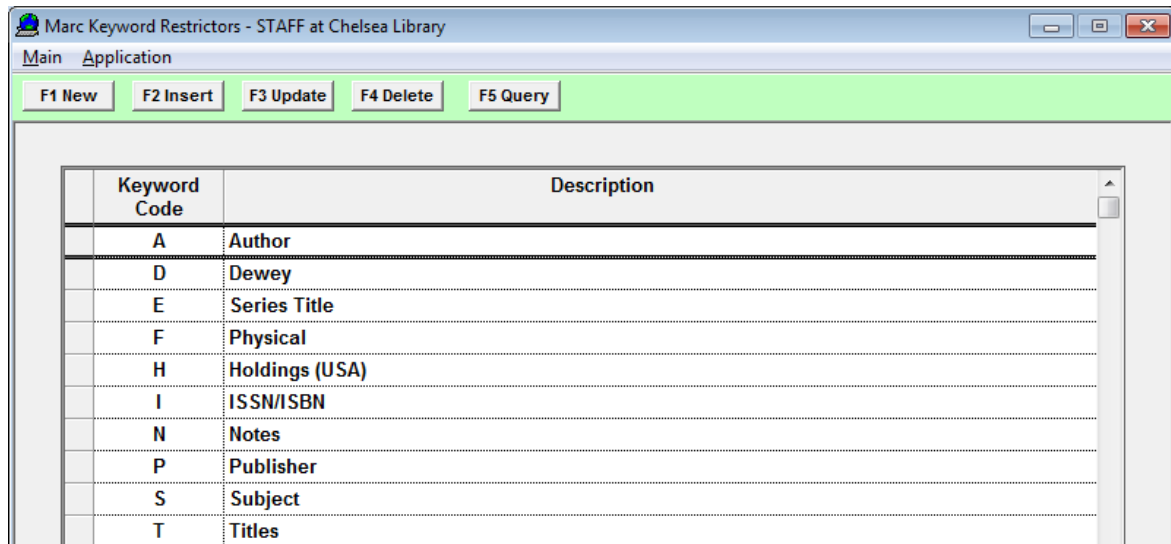 Marc Keyword Restrictors - STAFF at Chelsea Library
Main Application
F1 New F2 Insert F3 Update F4 Delete F5 Query
Keyword Code Description
A Author
D Dewey
E Series Title
F Physical
H Holdings (USA)
I ISSN/ISBN
N Notes
P Publisher
S Subject
T Titles